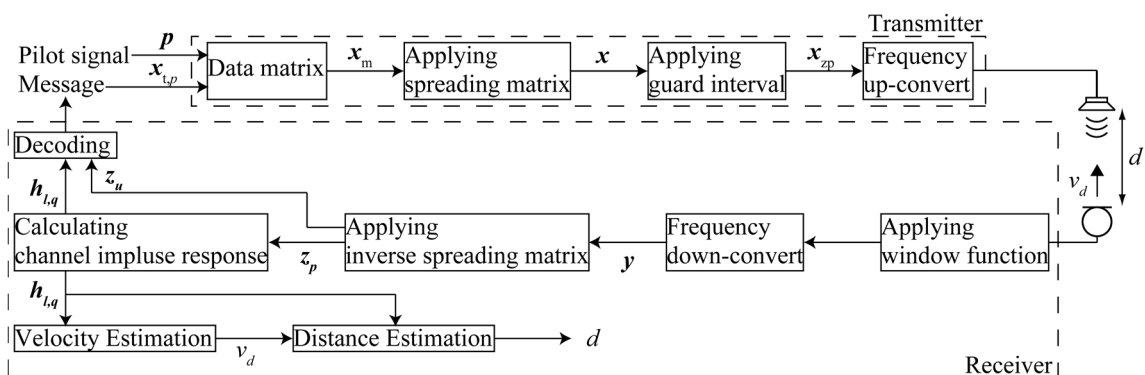 Transmitter
Pilot signal
p
Message
x_t,p
Data matrix
x_m
Applying
spreading matrix
x
Applying
guard interval
x_zp
Frequency
up-convert
d
v_d
Receiver
Applying
window function
Frequency
down-convert
y
Applying
inverse spreading matrix
z_p
z_u
Calculating
channel impluse response
h_l,q
Decoding
h_l,q
Velocity Estimation
v_d
Distance Estimation
d